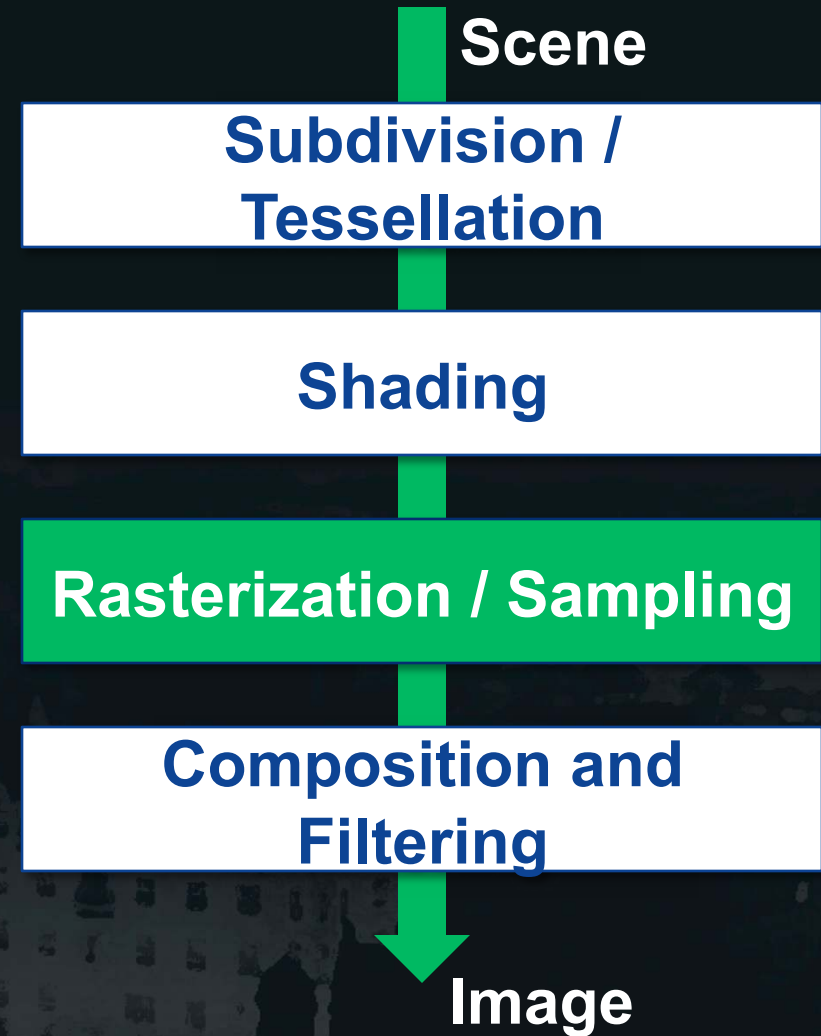 Scene
Subdivision /
Tessellation
Shading
Rasterization / Sampling
Composition and
Filtering
Image